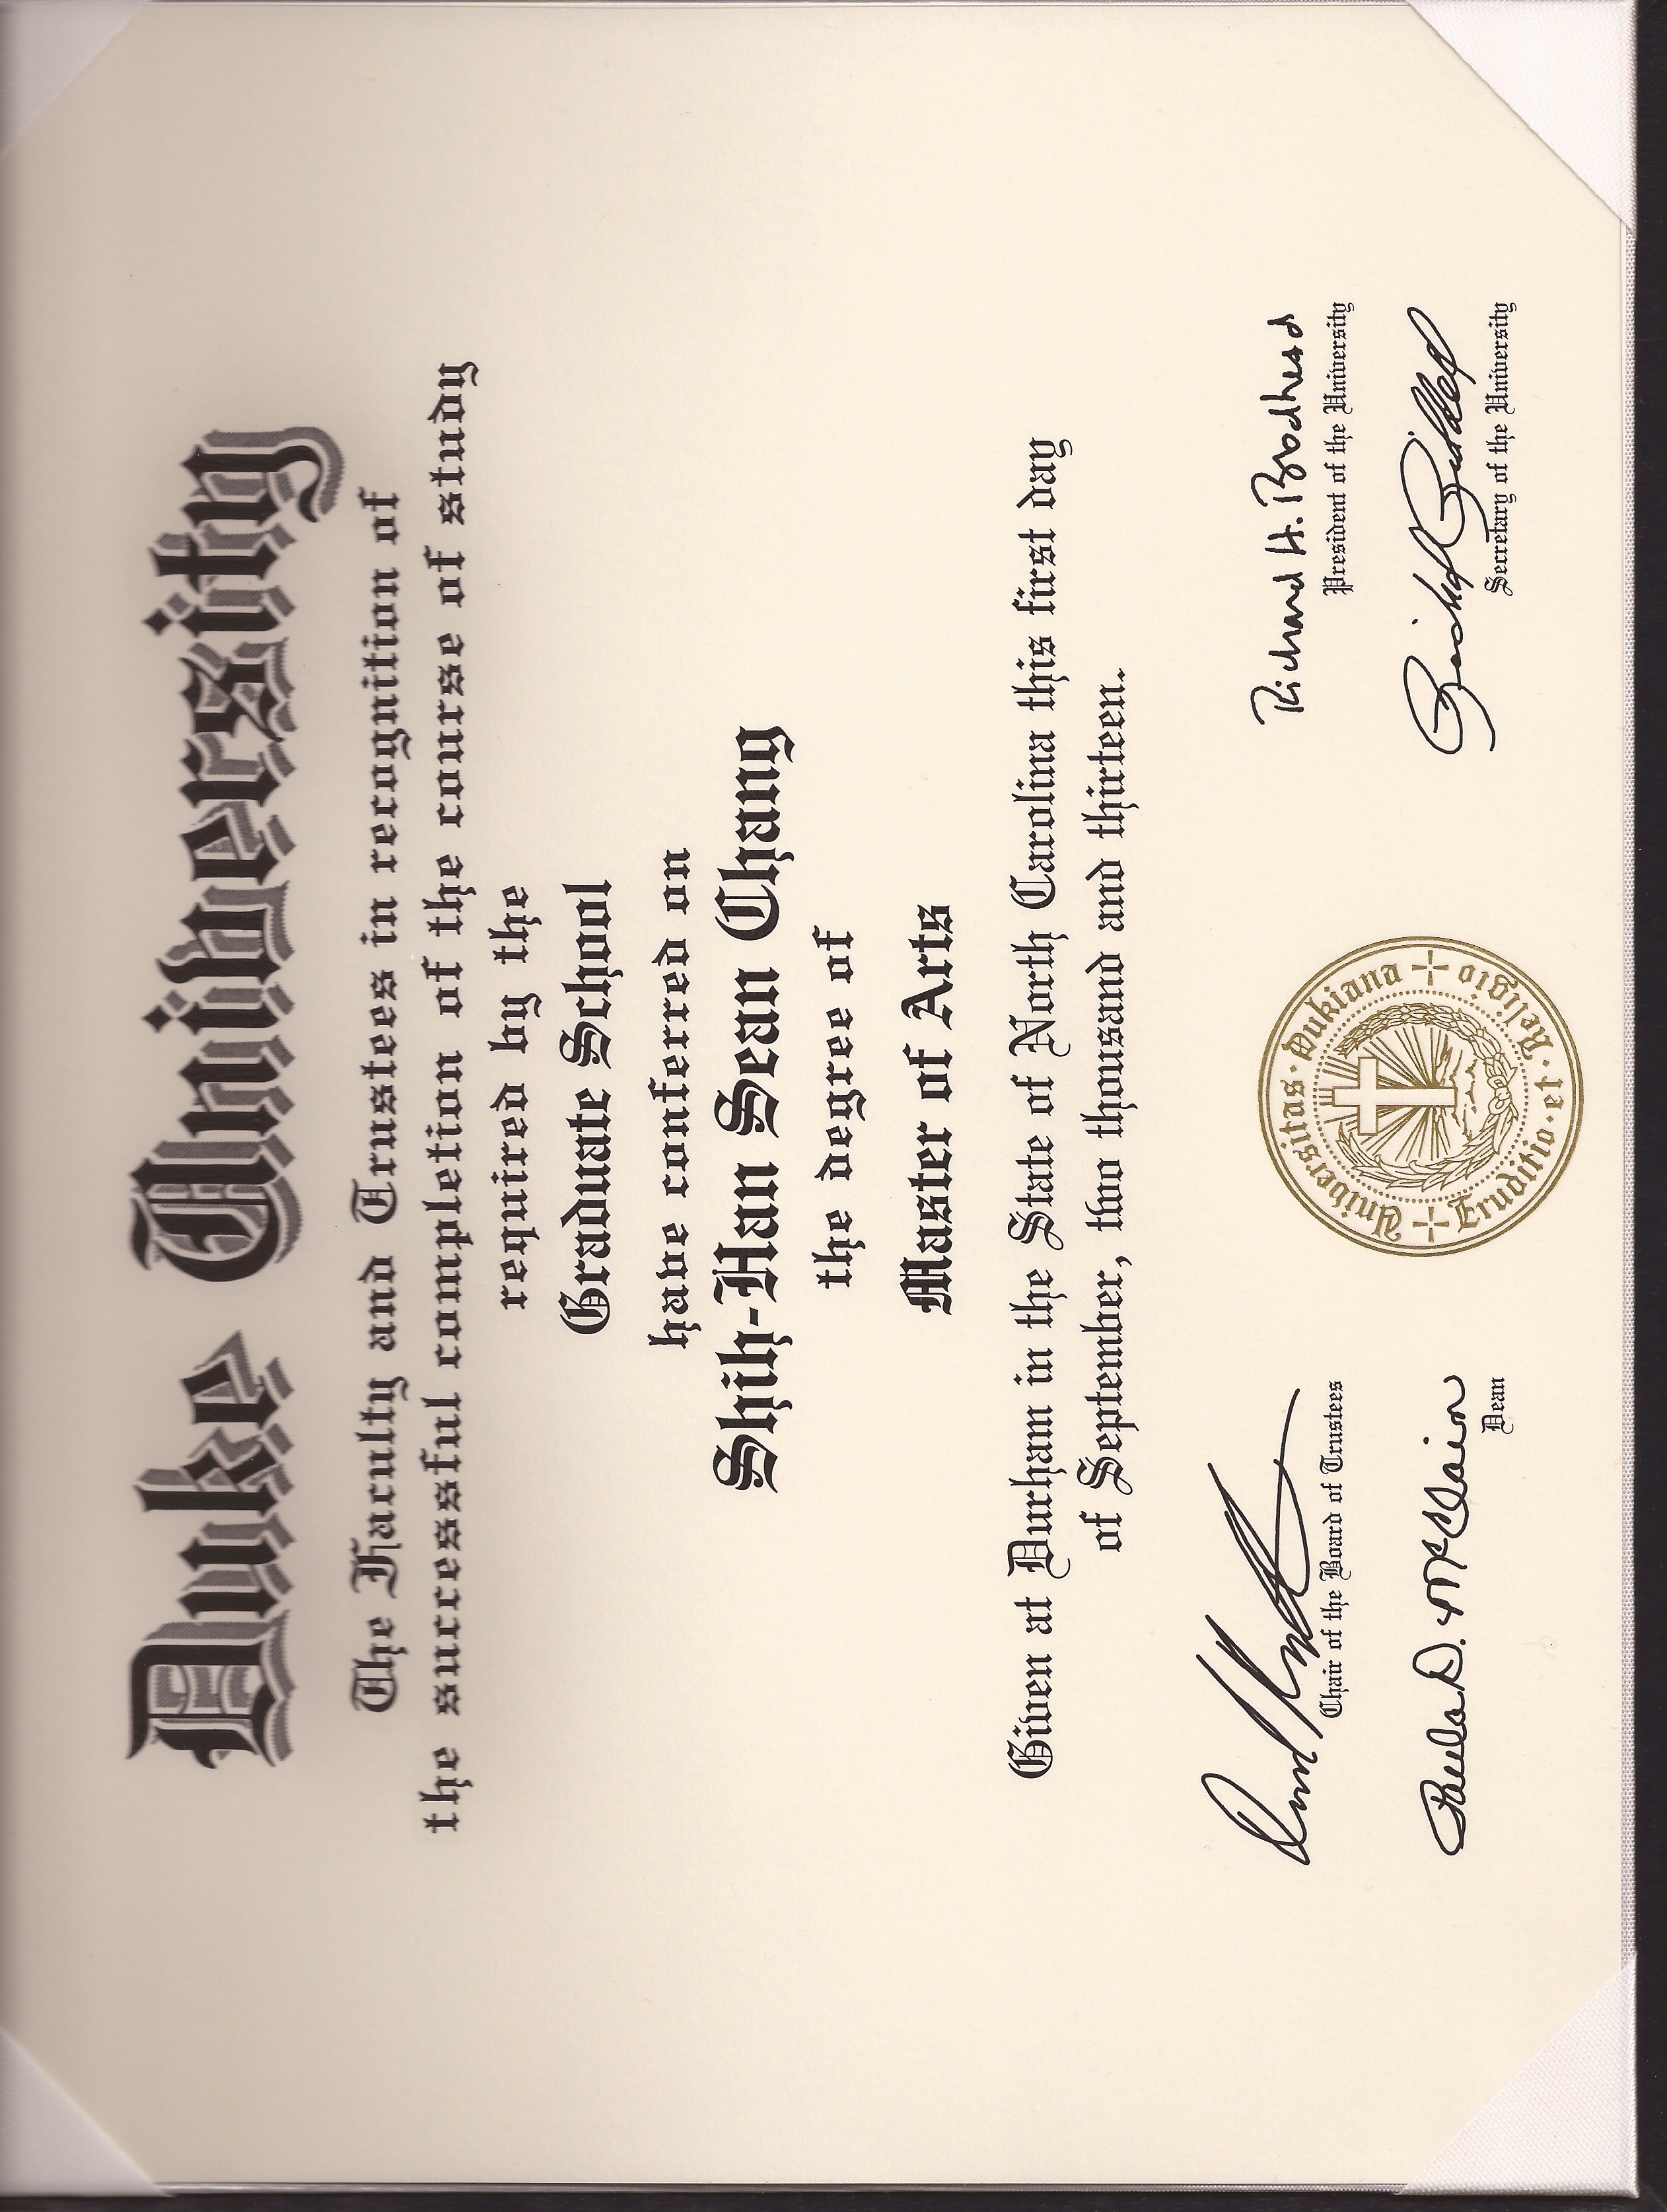 Duke University
The Faculty and Trustees in recognition of
the successful completion of the course of study
required by the
Graduate School
have conferred on
Shih-Han Sean Chang
the degree of
Master of Arts
Given at Durham in the State of North Carolina this first day
of September, two thousand and thirteen.
Chair of the Board of Trustees
Paula D. McClain
Dean
Universitas · Dukiana
Eruditio · et · Religio
Richard H. Brodhead
President of the University
Richard Riddell
Secretary of the University